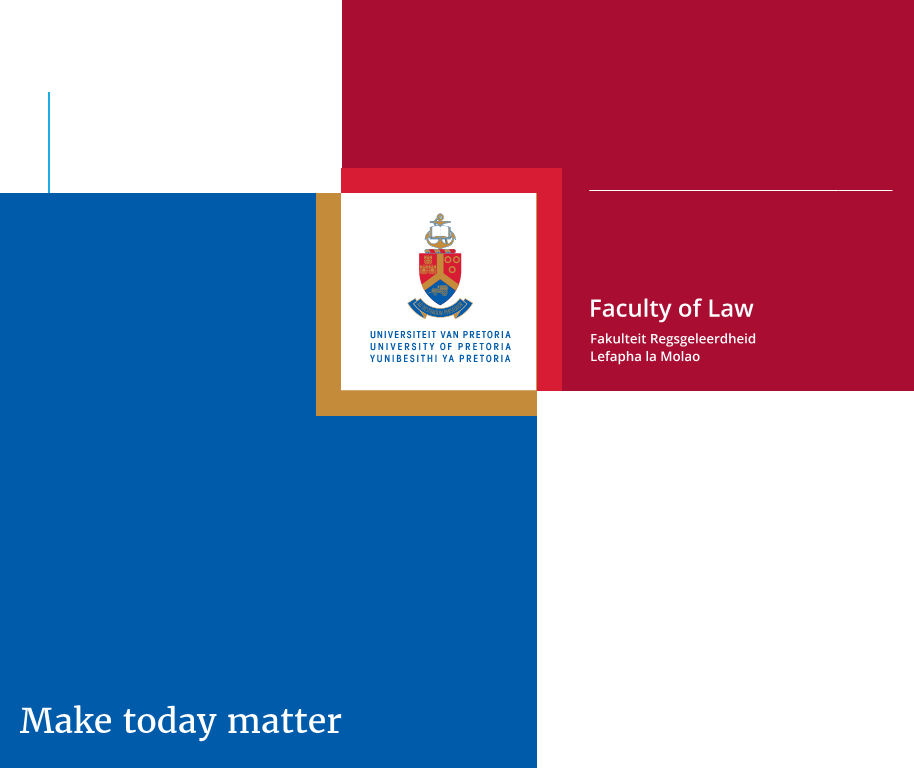 UNIVERSITEIT VAN PRETORIA
UNIVERSITY OF PRETORIA
YUNIBESITHI YA PRETORIA
Faculty of Law
Fakulteit Regsgeleerdheid
Lefapha la Molao
Make today matter